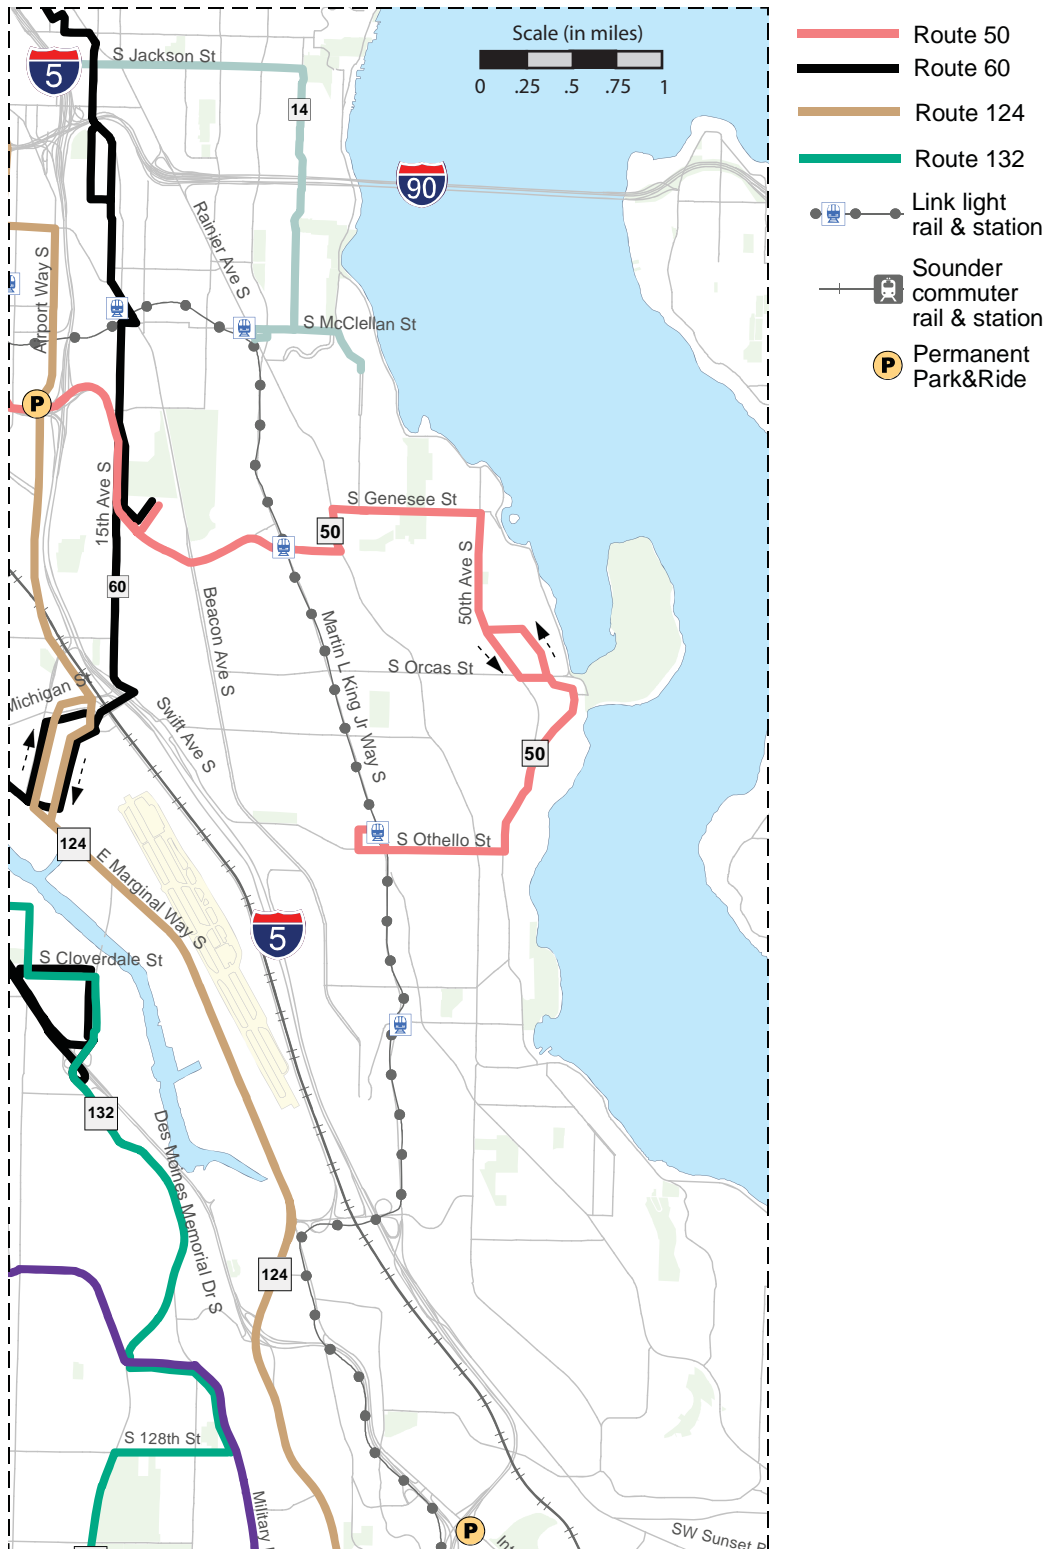 Scale (in miles)
0 .25 .5 .75 1
S Jackson St
5
14
90
Rainier Ave S
Airport Way S
S McClellan St
P
15th Ave S
S Genesee St
50
50th Ave S
60
Beacon Ave S
Martin L King Jr Way S
S Orcas St
Michigan St
Swift Ave S
50
S Othello St
124
E Marginal Way S
5
S Cloverdale St
132
Des Moines Memorial Dr S
124
S 128th St
Military
P
Int
SW Sunset
Route 50
Route 60
Route 124
Route 132
Link light
rail & station
Sounder
commuter
rail & station
P
Permanent
Park&Ride